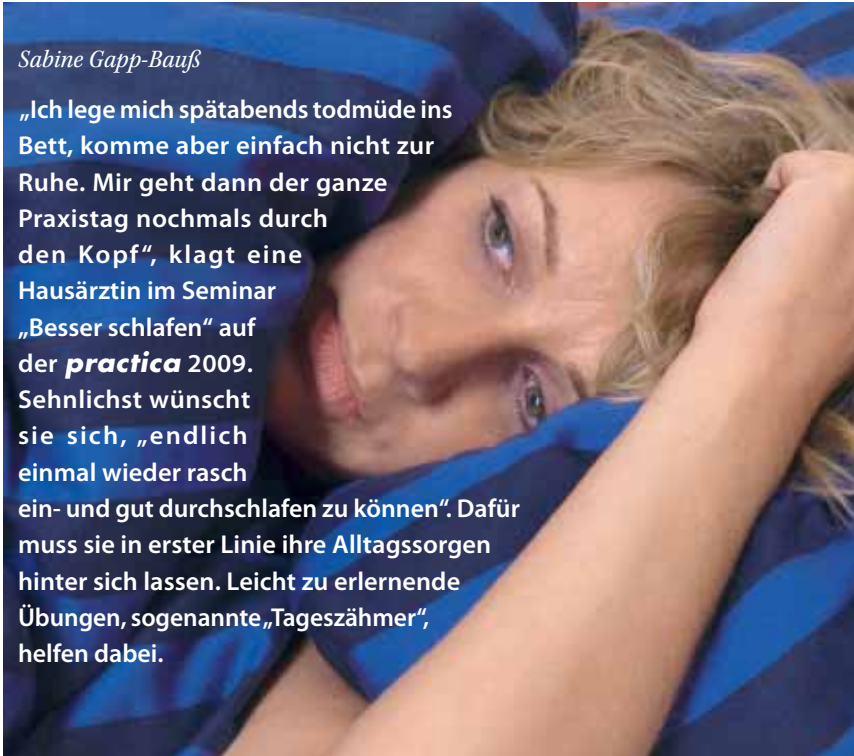 Sabine Gapp-Bauß
„Ich lege mich spätabends todmüde ins
Bett, komme aber einfach nicht zur
Ruhe. Mir geht dann der ganze
Praxistag nochmals durch
den Kopf“, klagt eine
Hausärztin im Seminar
„Besser schlafen“ auf
der practica 2009.
Sehnlichst wünscht
sie sich, „endlich
einmal wieder rasch
ein- und gut durchschlafen zu können“. Dafür
muss sie in erster Linie ihre Alltagssorgen
hinter sich lassen. Leicht zu erlernende
Übungen, sogenannte „Tageszähmer“,
helfen dabei.